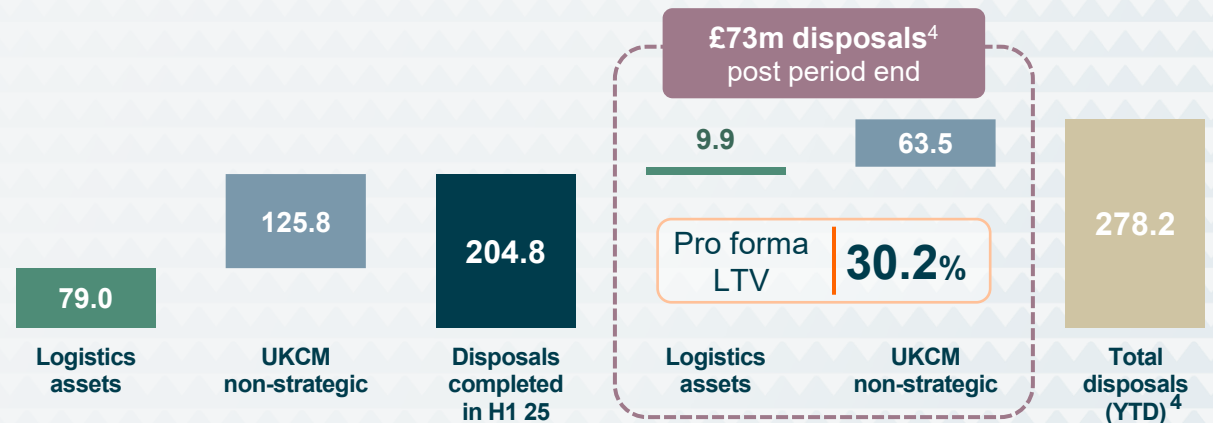 £73m disposals4
post period end
79.0
125.8
204.8
9.9
63.5
278.2
Pro forma
LTV
30.2%
Logistics
assets
UKCM
non-strategic
Disposals
completed
in H1 25
Logistics
assets
UKCM
non-strategic
Total
disposals
(YTD) 4